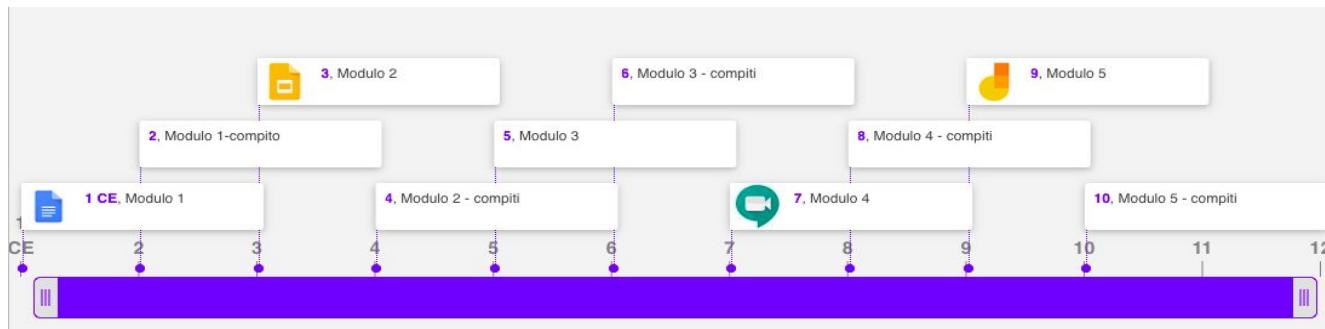 3, Modulo 2
6, Modulo 3 - compiti
9, Modulo 5
2, Modulo 1-compito
5, Modulo 3
8, Modulo 4 - compiti
1 CE, Modulo 1
4, Modulo 2 - compiti
7, Modulo 4
10, Modulo 5 - compiti
1
CE 2 3 4 5 6 7 8 9 10 11 12